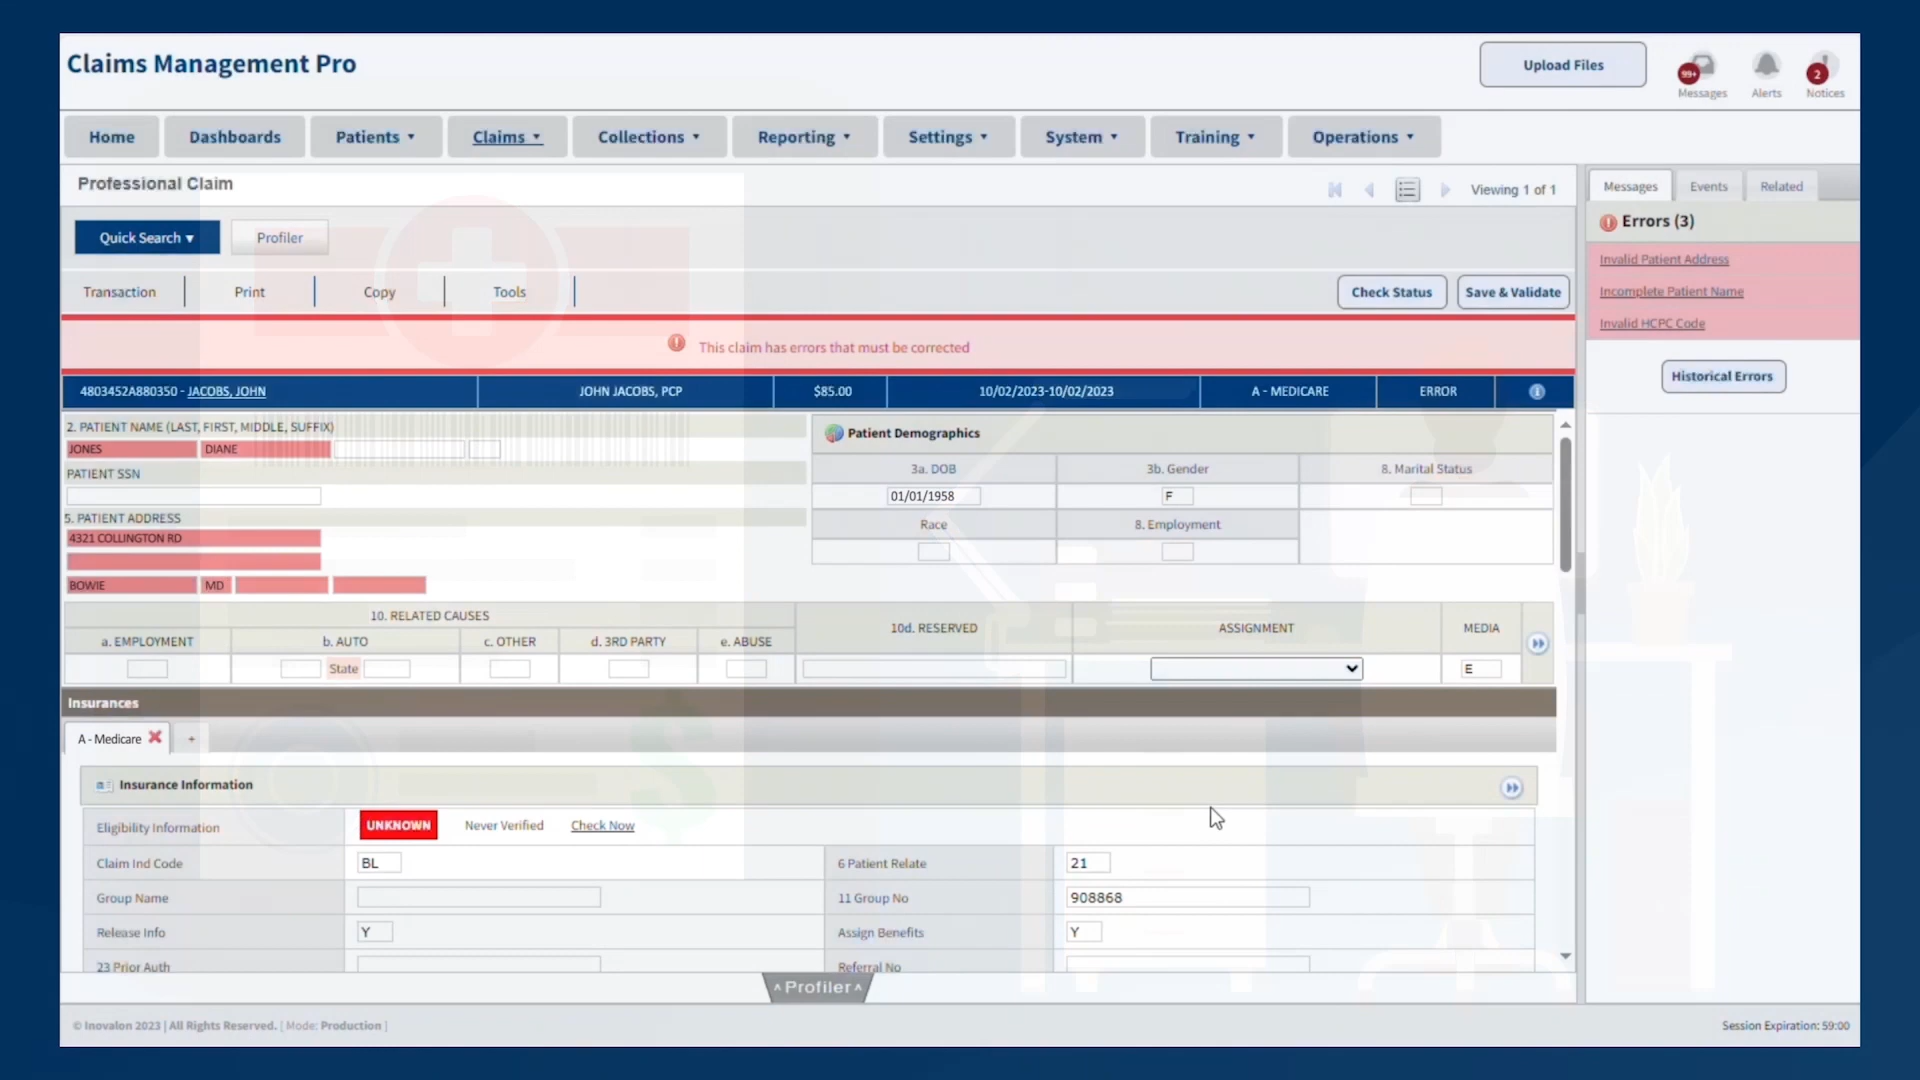 Claims Management Pro
Upload Files
99+
Messages
Alerts
2
Notices
Home
Dashboards
Patients
Claims
Collections
Reporting
Settings
System
Training
Operations
Professional Claim
Viewing 1 of 1
Quick Search
Profiler
Transaction
Print
Copy
Tools
Check Status
Save & Validate
This claim has errors that must be corrected
4803452A880350 - JACOBS, JOHN
JOHN JACOBS, PCP
$85.00
10/02/2023-10/02/2023
A - MEDICARE
ERROR
2. PATIENT NAME (LAST, FIRST, MIDDLE, SUFFIX)
JONES
DIANE
PATIENT SSN
5. PATIENT ADDRESS
4321 COLLINGTON RD
BOWIE
MD
Patient Demographics
3a. DOB
3b. Gender
8. Marital Status
01/01/1958
F
Race
8. Employment
10. RELATED CAUSES
a. EMPLOYMENT
b. AUTO
c. OTHER
d. 3RD PARTY
e. ABUSE
State
10d. RESERVED
ASSIGNMENT
MEDIA
E
Insurances
A - Medicare
+
Insurance Information
Eligibility Information
UNKNOWN
Never Verified
Check Now
Claim Ind Code
BL
6 Patient Relate
21
Group Name
11 Group No
908868
Release Info
Y
Assign Benefits
Y
23 Prior Auth
Referral No
^ Profiler ^
Messages
Events
Related
Errors (3)
Invalid Patient Address
Incomplete Patient Name
Invalid HCPC Code
Historical Errors
© Inovalon 2023 | All Rights Reserved. [ Mode: Production ]
Session Expiration: 59:00